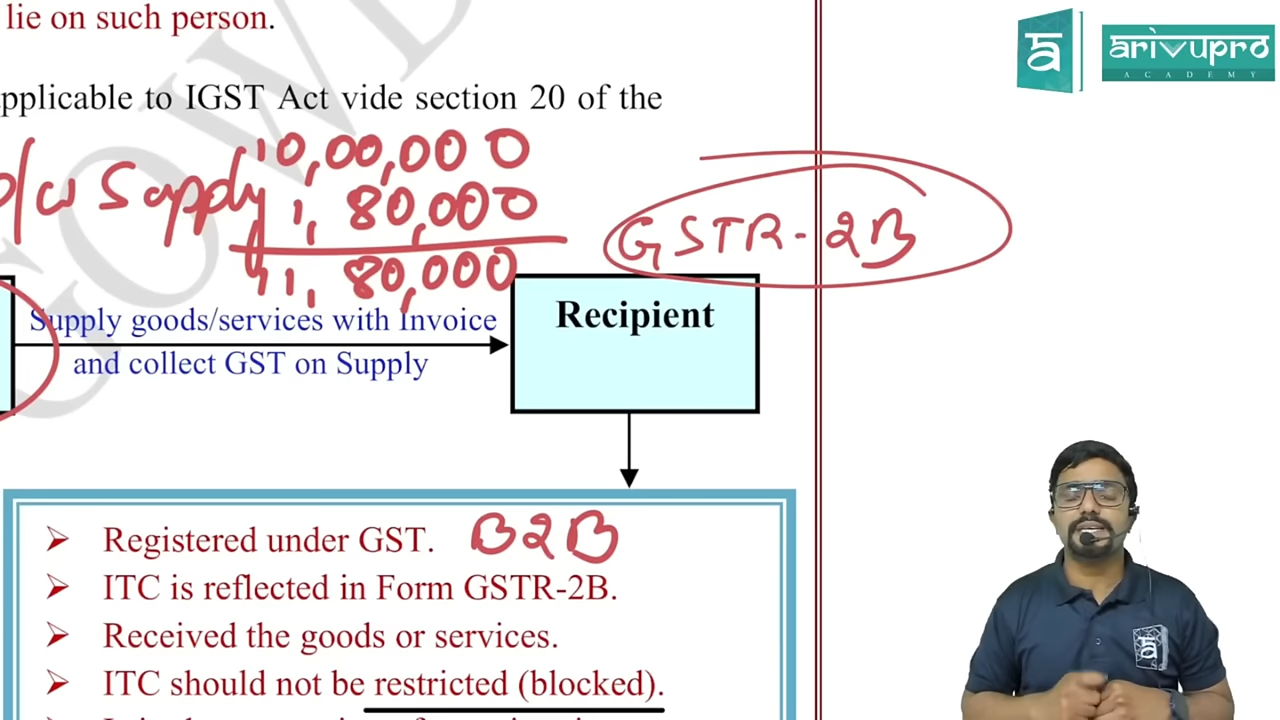 lie on such person.
arivupro
ACADEMY
applicable to IGST Act vide section 20 of the
10,00,000
o/w Supply 1,80,000
11,80,000
GSTR-2B
Supply goods/services with Invoice
and collect GST on Supply
Recipient
➢ Registered under GST. B2B
➢ ITC is reflected in Form GSTR-2B.
➢ Received the goods or services.
➢ ITC should not be restricted (blocked).